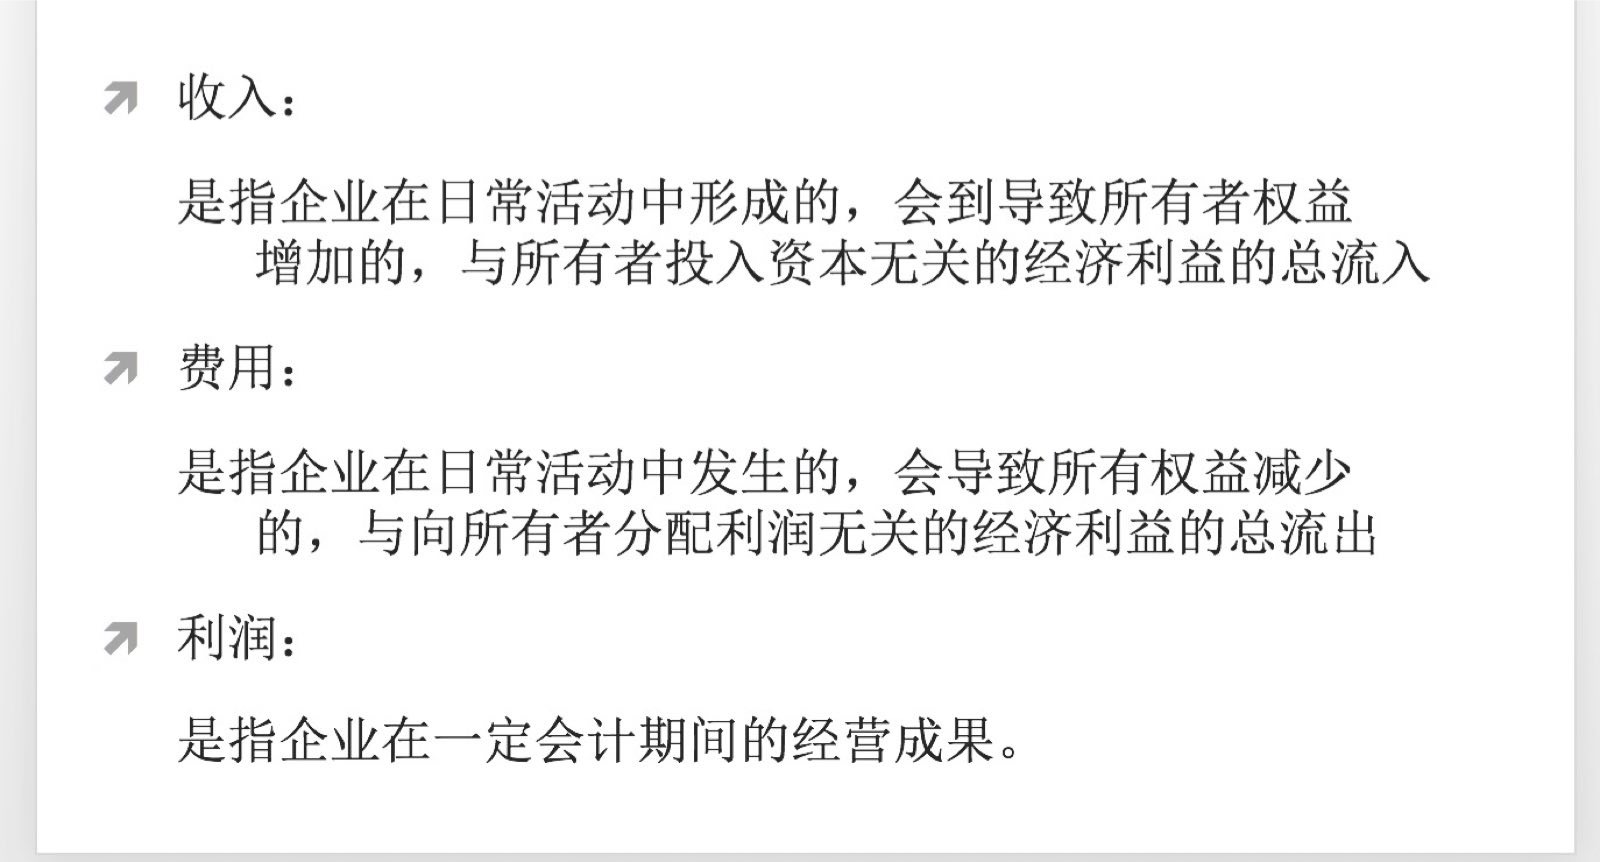 收入：
是指企业在日常活动中形成的，会到导致所有者权益
增加的，与所有者投入资本无关的经济利益的总流入
费用：
是指企业在日常活动中发生的，会导致所有权益减少
的，与向所有者分配利润无关的经济利益的总流出
利润：
是指企业在一定会计期间的经营成果。